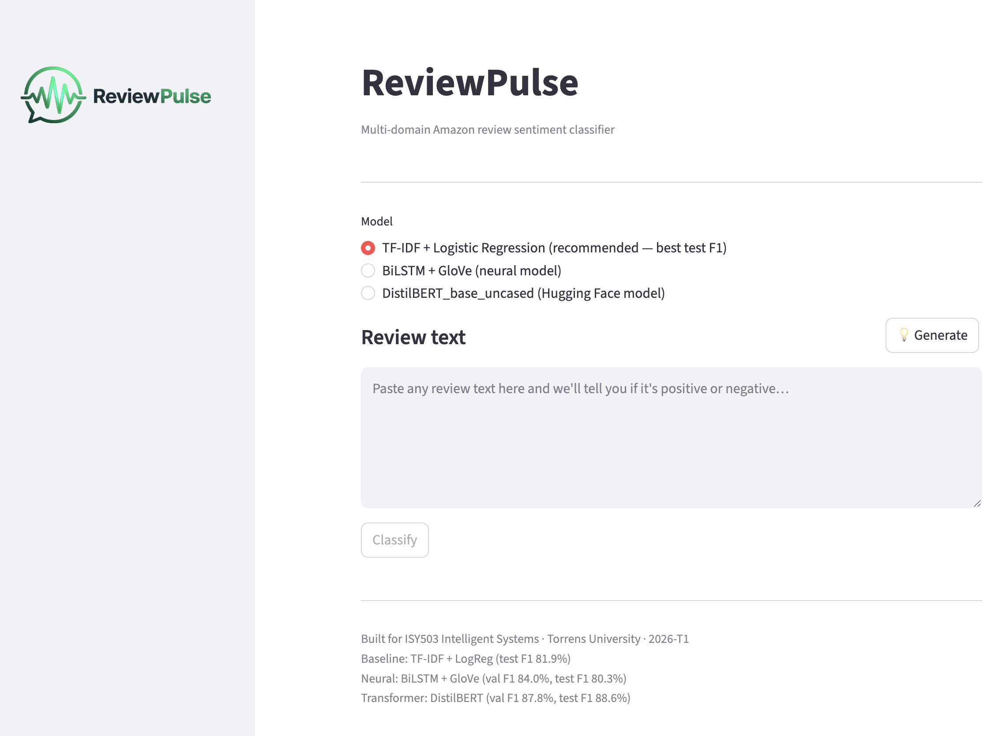 ReviewPulse
ReviewPulse
Multi-domain Amazon review sentiment classifier
Model
TF-IDF + Logistic Regression (recommended — best test F1)
BiLSTM + GloVe (neural model)
DistilBERT_base_uncased (Hugging Face model)
Review text
💡 Generate
Paste any review text here and we'll tell you if it's positive or negative…
Classify
Built for ISY503 Intelligent Systems · Torrens University · 2026-T1
Baseline: TF-IDF + LogReg (test F1 81.9%)
Neural: BiLSTM + GloVe (val F1 84.0%, test F1 80.3%)
Transformer: DistilBERT (val F1 87.8%, test F1 88.6%)